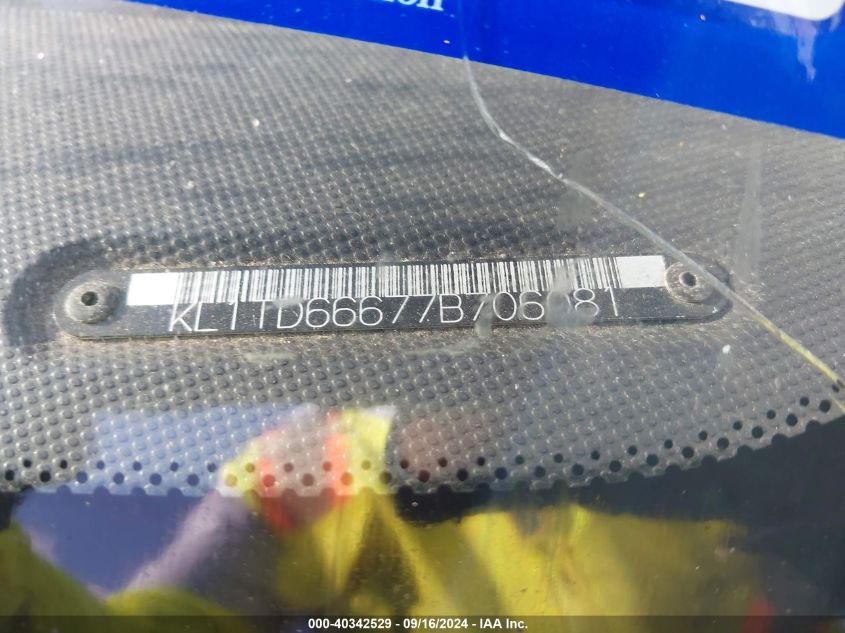 KL1TD66677B706081
000-40342529 - 09/16/2024 - IAA Inc.